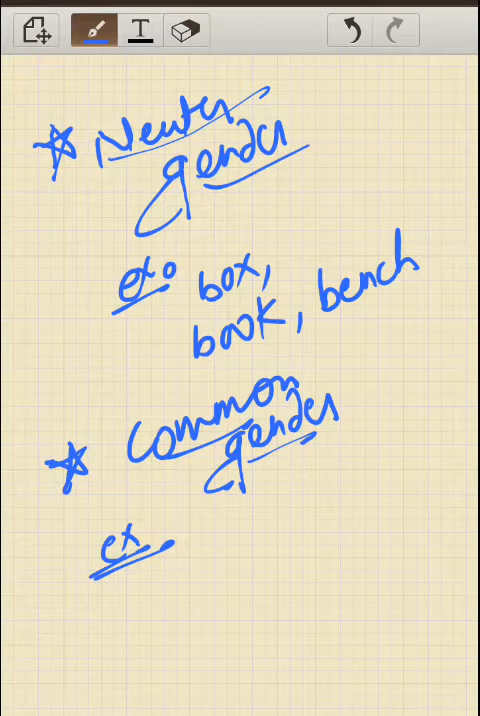 Neuter
gender
ex. box,
book, bench
common
gender
ex